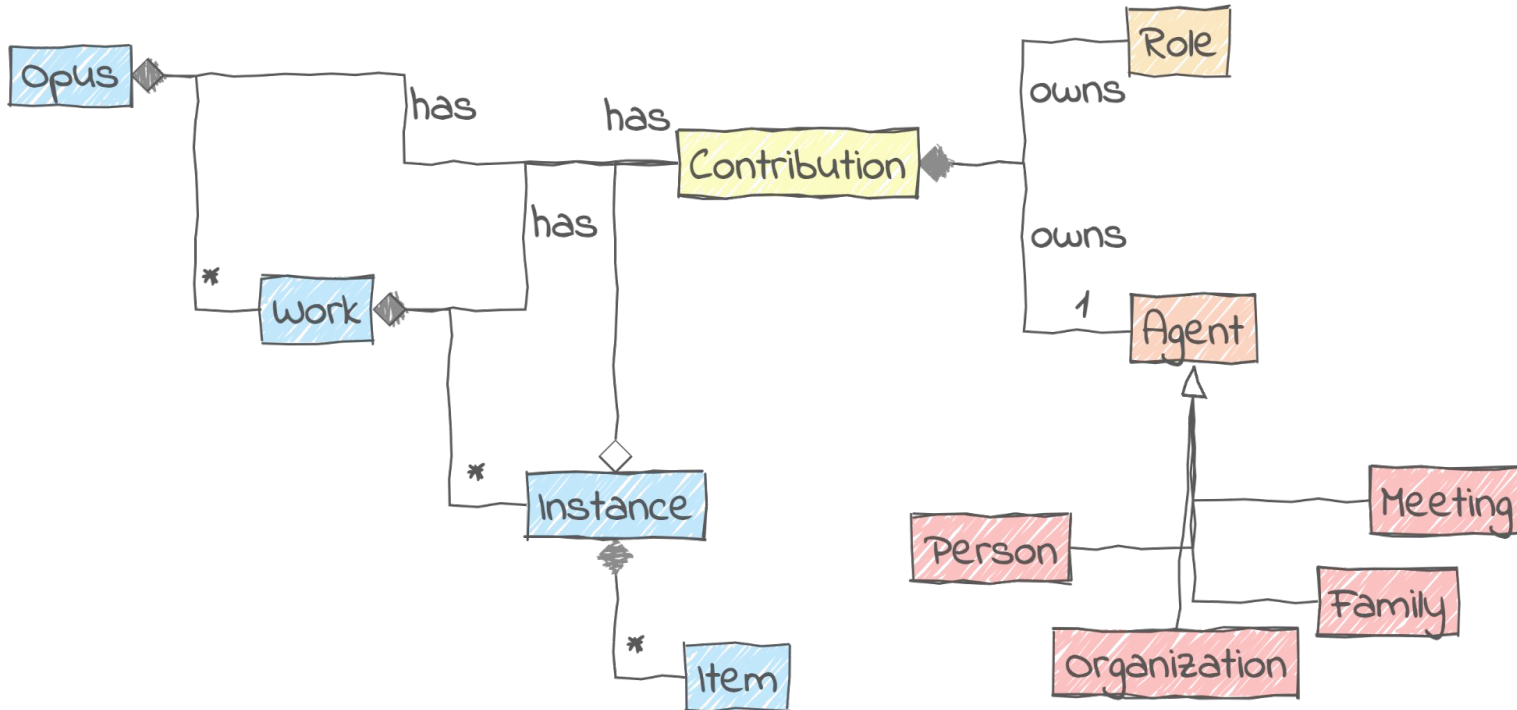 Role
Opus
owns
has
has
Contribution
has
owns
*
Work
1
Agent
*
Instance
Meeting
Person
Family
*
Organization
Item